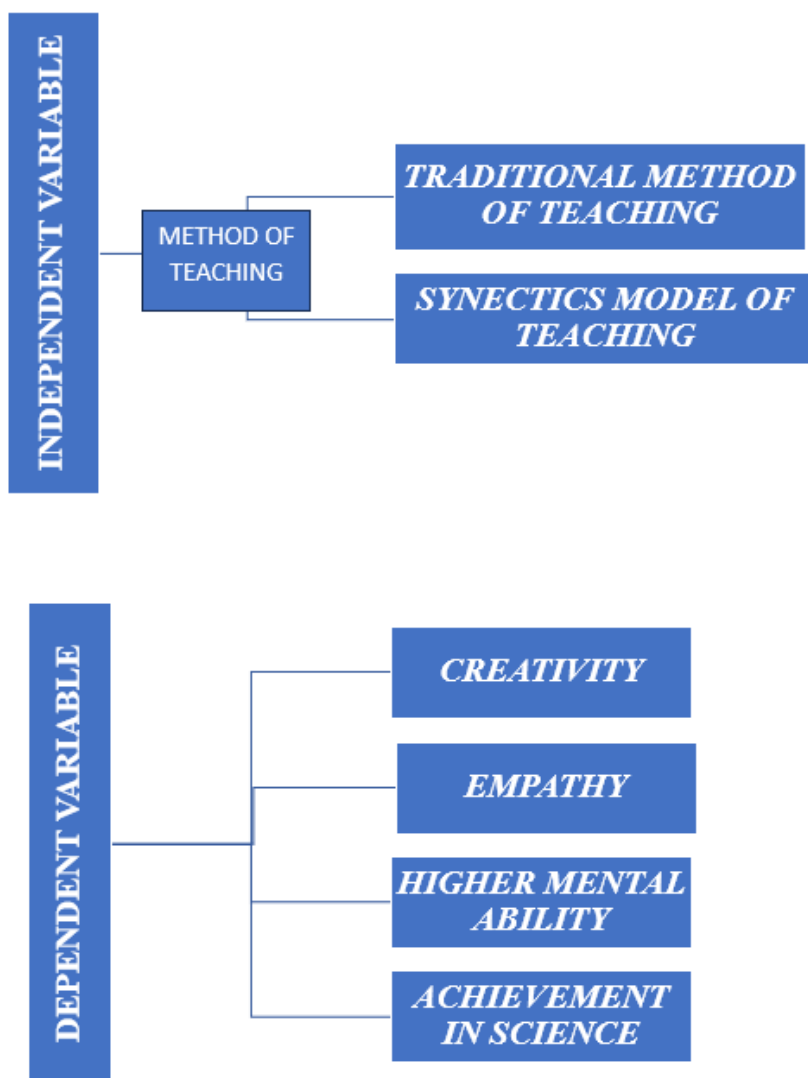 INDEPENDENT VARIABLE
METHOD OF
TEACHING
TRADITIONAL METHOD
OF TEACHING
SYNECTICS MODEL OF
TEACHING
DEPENDENT VARIABLE
CREATIVITY
EMPATHY
HIGHER MENTAL
ABILITY
ACHIEVEMENT
IN SCIENCE